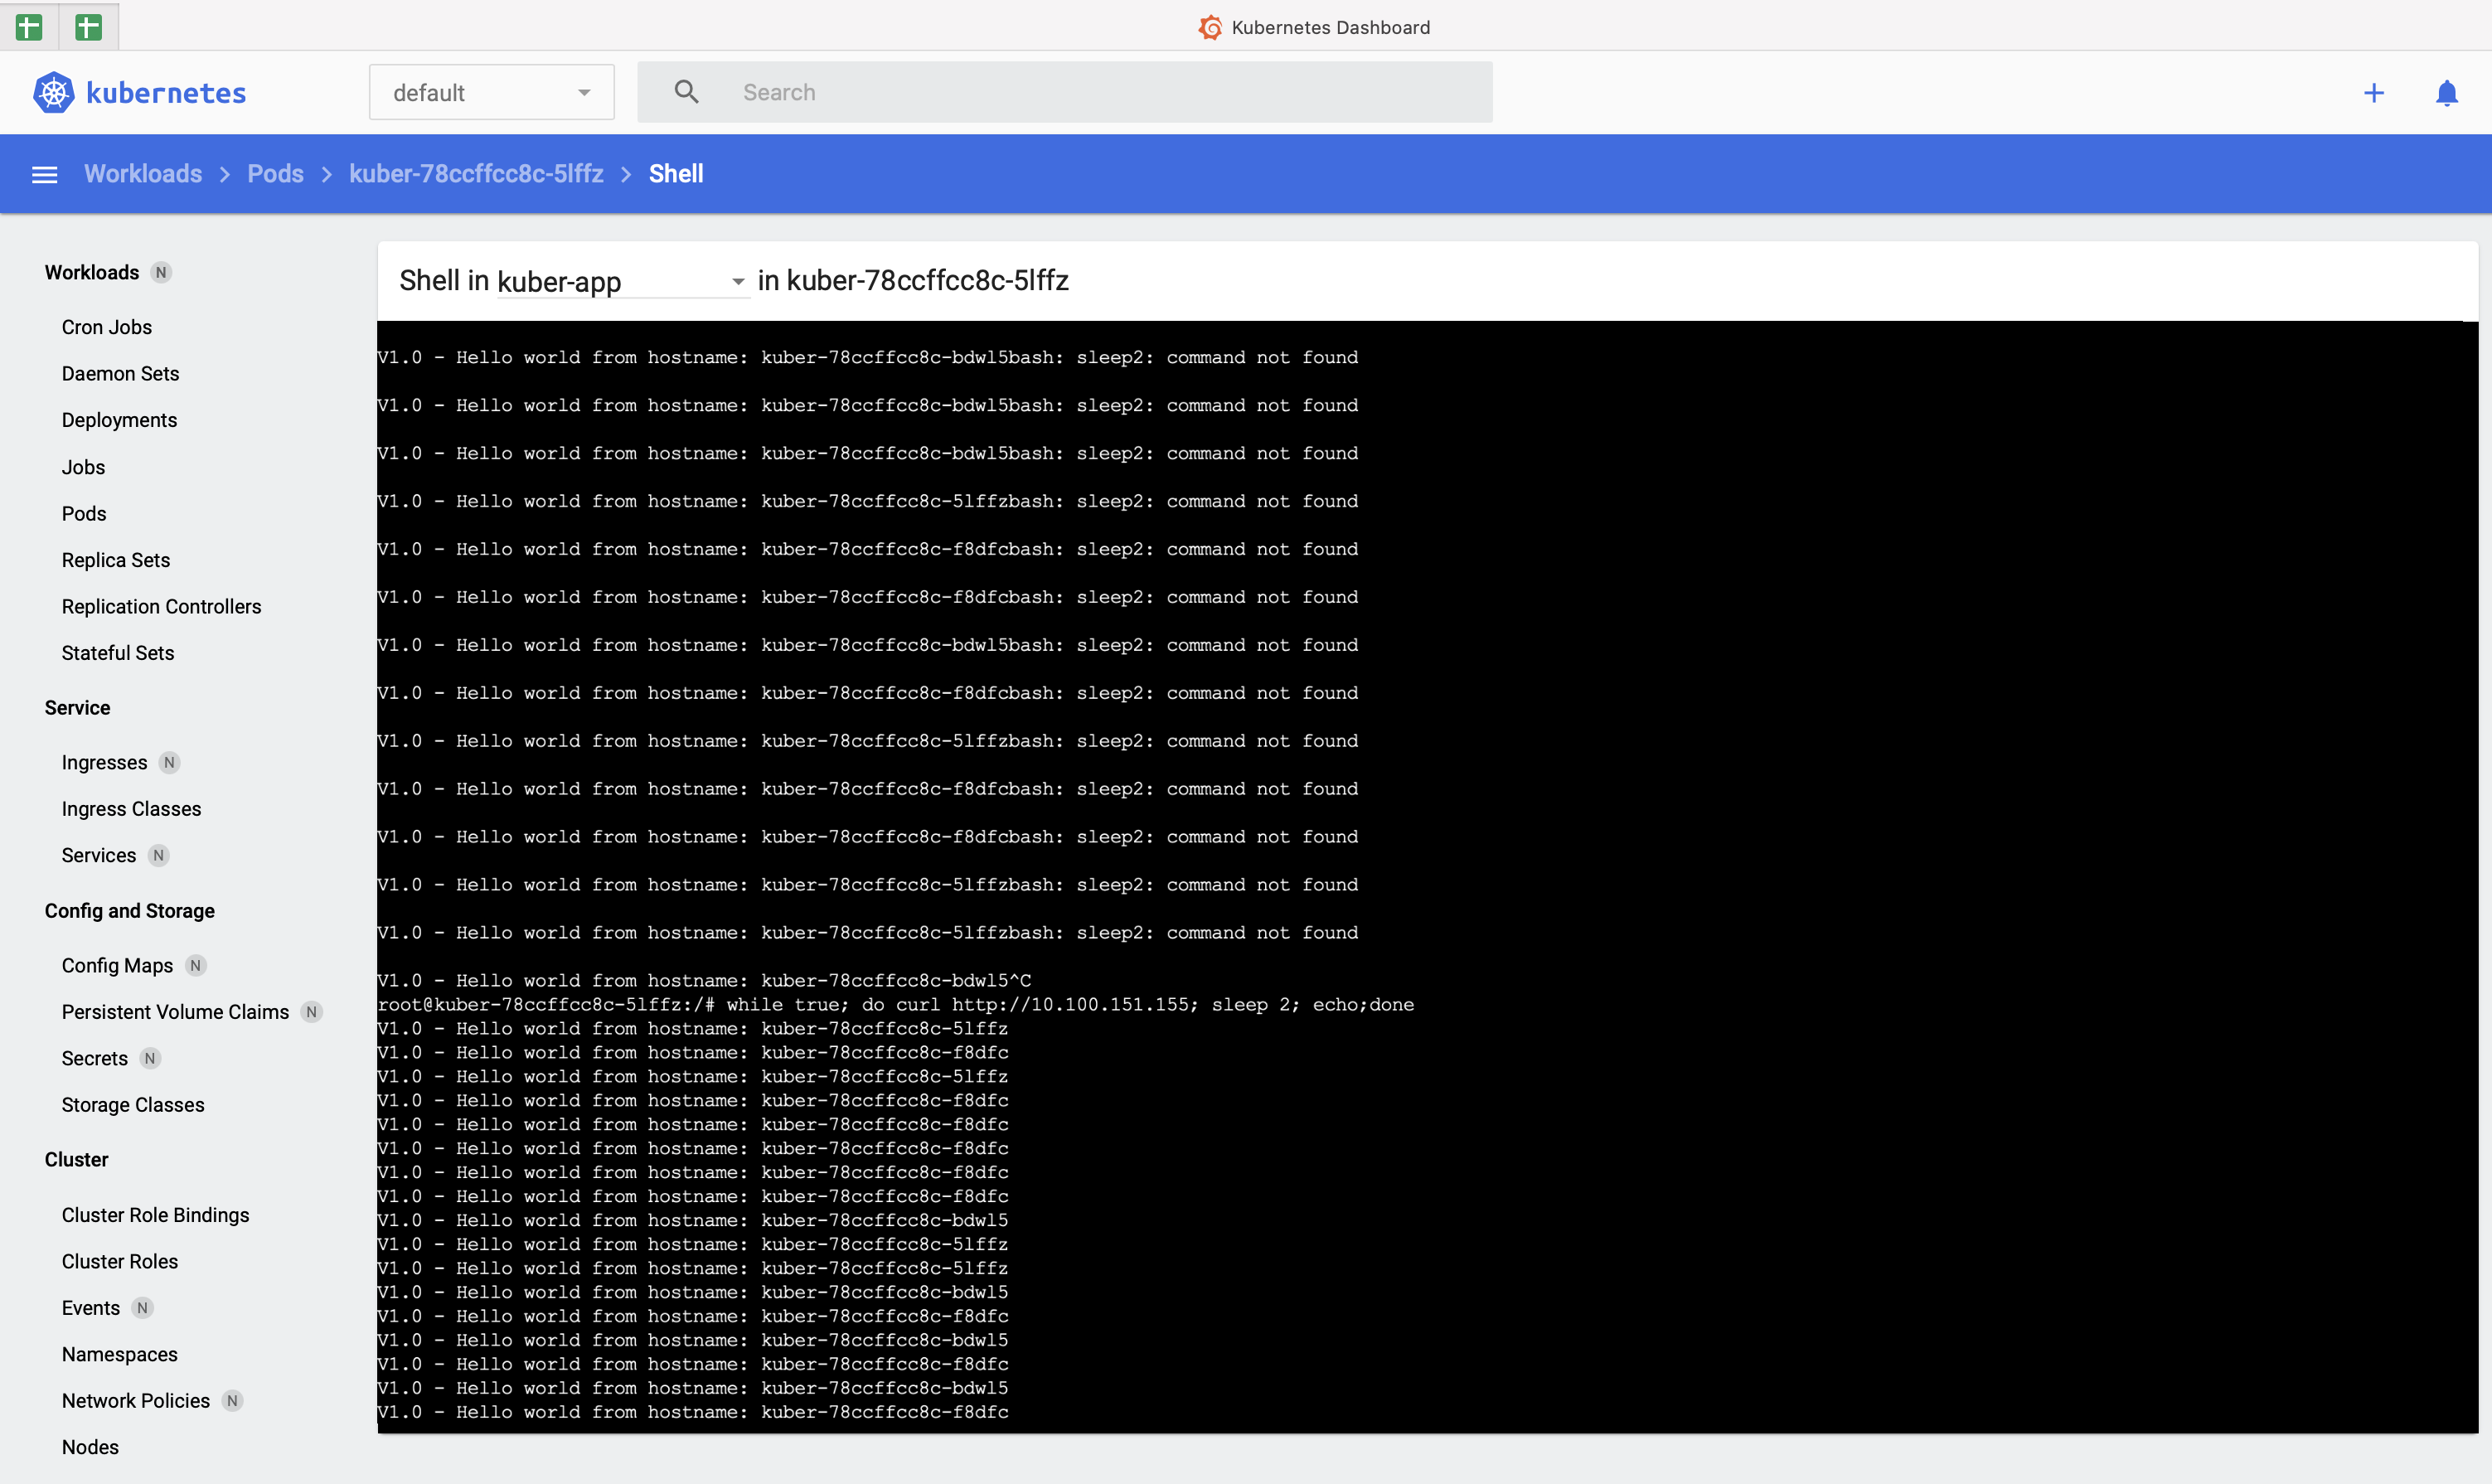 Kubernetes Dashboard
kubernetes
default
Search
Workloads > Pods > kuber-78ccffcc8c-5lffz > Shell
Workloads N
Cron Jobs
Daemon Sets
Deployments
Jobs
Pods
Replica Sets
Replication Controllers
Stateful Sets
Service
Ingresses N
Ingress Classes
Services N
Config and Storage
Config Maps N
Persistent Volume Claims N
Secrets N
Storage Classes
Cluster
Cluster Role Bindings
Cluster Roles
Events N
Namespaces
Network Policies N
Nodes
Shell in kuber-app in kuber-78ccffcc8c-5lffz
V1.0 - Hello world from hostname: kuber-78ccffcc8c-bdwl5bash: sleep2: command not found
V1.0 - Hello world from hostname: kuber-78ccffcc8c-bdwl5bash: sleep2: command not found
V1.0 - Hello world from hostname: kuber-78ccffcc8c-bdwl5bash: sleep2: command not found
V1.0 - Hello world from hostname: kuber-78ccffcc8c-5lffzbash: sleep2: command not found
V1.0 - Hello world from hostname: kuber-78ccffcc8c-f8dfcbash: sleep2: command not found
V1.0 - Hello world from hostname: kuber-78ccffcc8c-f8dfcbash: sleep2: command not found
V1.0 - Hello world from hostname: kuber-78ccffcc8c-bdwl5bash: sleep2: command not found
V1.0 - Hello world from hostname: kuber-78ccffcc8c-f8dfcbash: sleep2: command not found
V1.0 - Hello world from hostname: kuber-78ccffcc8c-5lffzbash: sleep2: command not found
V1.0 - Hello world from hostname: kuber-78ccffcc8c-f8dfcbash: sleep2: command not found
V1.0 - Hello world from hostname: kuber-78ccffcc8c-f8dfcbash: sleep2: command not found
V1.0 - Hello world from hostname: kuber-78ccffcc8c-5lffzbash: sleep2: command not found
V1.0 - Hello world from hostname: kuber-78ccffcc8c-5lffzbash: sleep2: command not found
V1.0 - Hello world from hostname: kuber-78ccffcc8c-bdwl5^C
root@kuber-78ccffcc8c-5lffz:/# while true; do curl http://10.100.151.155; sleep 2; echo;done
V1.0 - Hello world from hostname: kuber-78ccffcc8c-5lffz
V1.0 - Hello world from hostname: kuber-78ccffcc8c-f8dfc
V1.0 - Hello world from hostname: kuber-78ccffcc8c-5lffz
V1.0 - Hello world from hostname: kuber-78ccffcc8c-f8dfc
V1.0 - Hello world from hostname: kuber-78ccffcc8c-f8dfc
V1.0 - Hello world from hostname: kuber-78ccffcc8c-f8dfc
V1.0 - Hello world from hostname: kuber-78ccffcc8c-f8dfc
V1.0 - Hello world from hostname: kuber-78ccffcc8c-f8dfc
V1.0 - Hello world from hostname: kuber-78ccffcc8c-bdwl5
V1.0 - Hello world from hostname: kuber-78ccffcc8c-5lffz
V1.0 - Hello world from hostname: kuber-78ccffcc8c-5lffz
V1.0 - Hello world from hostname: kuber-78ccffcc8c-bdwl5
V1.0 - Hello world from hostname: kuber-78ccffcc8c-f8dfc
V1.0 - Hello world from hostname: kuber-78ccffcc8c-bdwl5
V1.0 - Hello world from hostname: kuber-78ccffcc8c-f8dfc
V1.0 - Hello world from hostname: kuber-78ccffcc8c-bdwl5
V1.0 - Hello world from hostname: kuber-78ccffcc8c-f8dfc